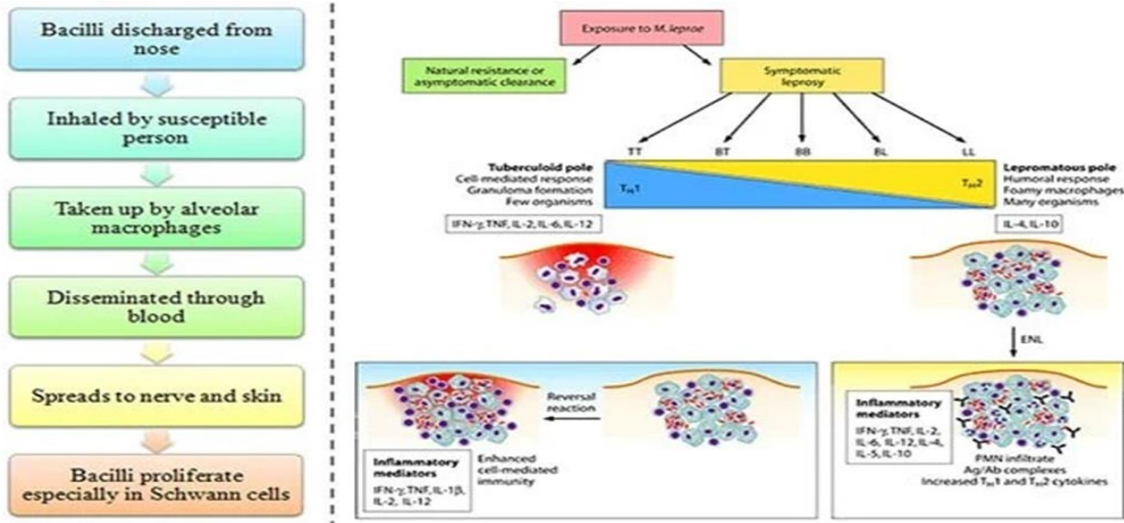 Bacilli discharged from
nose
Inhaled by susceptible
person
Taken up by alveolar
macrophages
Disseminated through
blood
Spreads to nerve and skin
Bacilli proliferate
especially in Schwann cells
Exposure to M. leprae
Natural resistance or
asymptomatic clearance
Symptomatic
leprosy
TT
BT
BB
BL
LL
Tuberculoid pole
Cell-mediated response
Granuloma formation
Few organisms
TH1
TH2
Lepromatous pole
Humoral response
Foamy macrophages
Many organisms
IFN-γ, TNF, IL-2, IL-6, IL-12
IL-4, IL-10
ENL
Reversal
reaction
Inflammatory
mediators
IFN-γ, TNF, IL-1β,
IL-2, IL-12
Enhanced
cell-mediated
immunity
Inflammatory
mediators
IFN-γ, TNF, IL-2,
IL-6, IL-12, IL-4,
IL-5, IL-10
PMN infiltrate
Ag/Ab complexes
Increased TH1 and TH2 cytokines